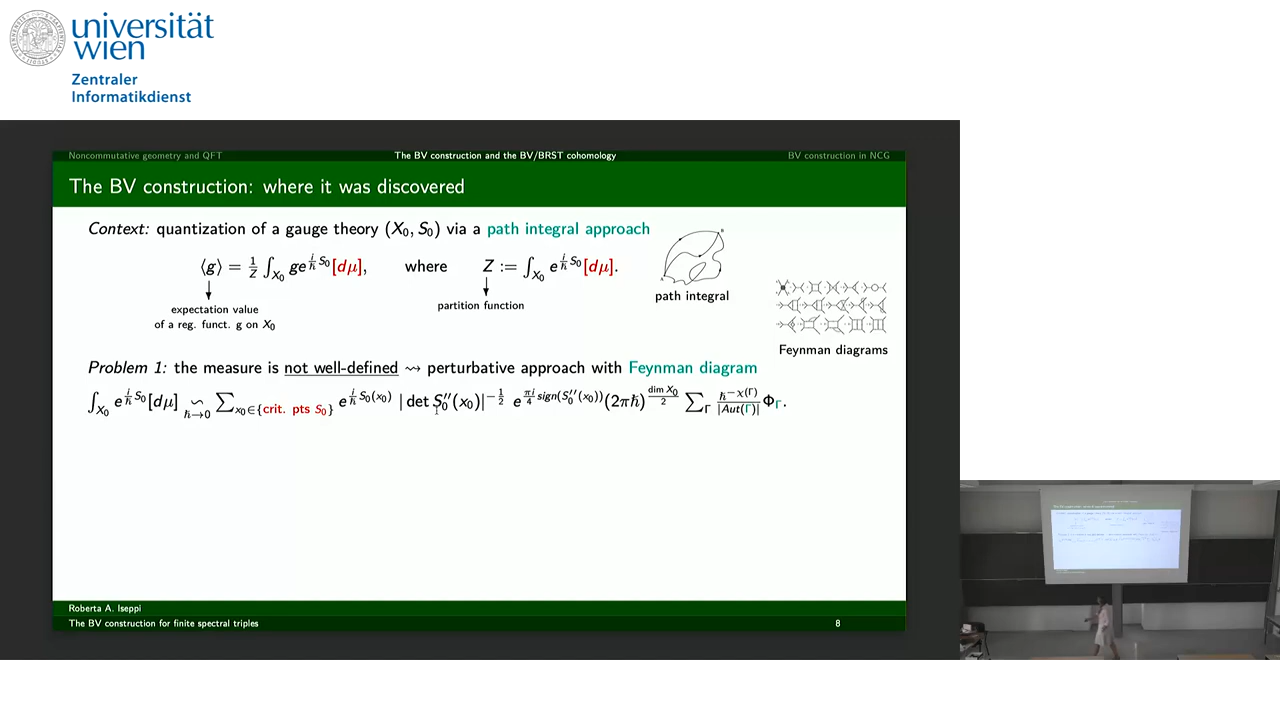 universität
wien
Zentraler
Informatikdienst
Noncommutative geometry and QFT The BV construction and the BV/BRST cohomology BV construction in NCG
The BV construction: where it was discovered
Context: quantization of a gauge theory (X₀, S₀) via a path integral approach
⟨g⟩ = 1/Z ∫_{X₀} g e^{i/ħ S₀} [dμ], where Z := ∫_{X₀} e^{i/ħ S₀} [dμ].
expectation value
of a reg. funct. g on X₀
partition function
path integral
Feynman diagrams
Problem 1: the measure is not well-defined ⇝ perturbative approach with Feynman diagram
∫_{X₀} e^{i/ħ S₀} [dμ] ∽_{ħ→0} ∑_{x₀∈{crit. pts S₀}} e^{i/ħ S₀(x₀)} | det S₀''(x₀)|^{-1/2} e^{πi/4 sign(S₀''(x₀))} (2πħ)^{dim X₀/2} ∑_Γ ħ^{-χ(Γ)}/|Aut(Γ)| Φ_Γ.
Roberta A. Iseppi
The BV construction for finite spectral triples 8